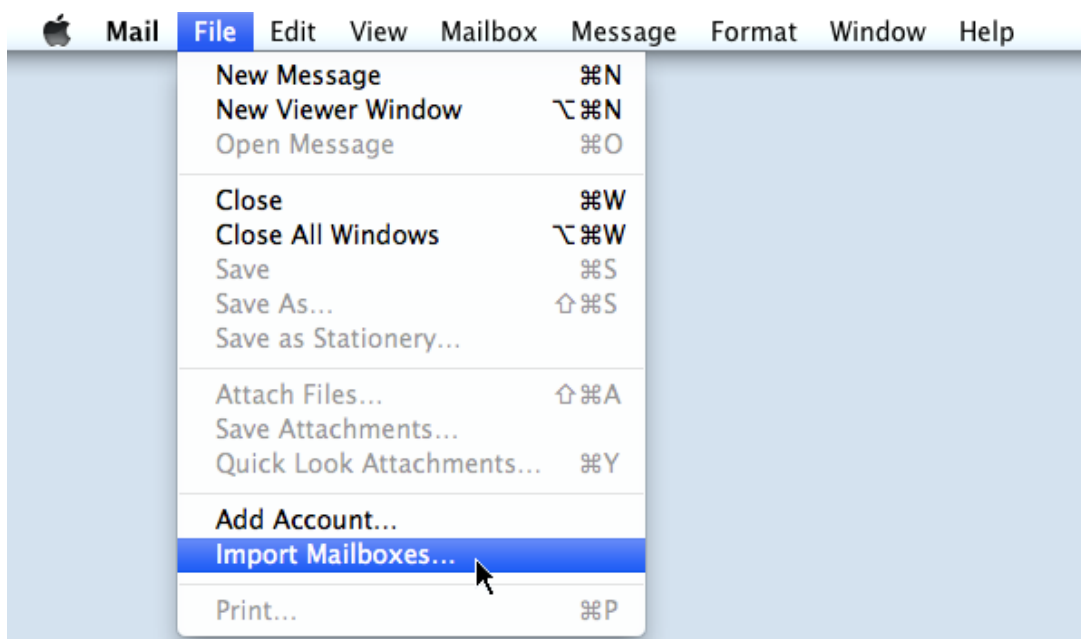 Mail File Edit View Mailbox Message Format Window Help
New Message ⌘N
New Viewer Window ⌥⌘N
Open Message ⌘O
Close ⌘W
Close All Windows ⌥⌘W
Save ⌘S
Save As... ⇧⌘S
Save as Stationery...
Attach Files... ⇧⌘A
Save Attachments...
Quick Look Attachments... ⌘Y
Add Account...
Import Mailboxes...
Print... ⌘P